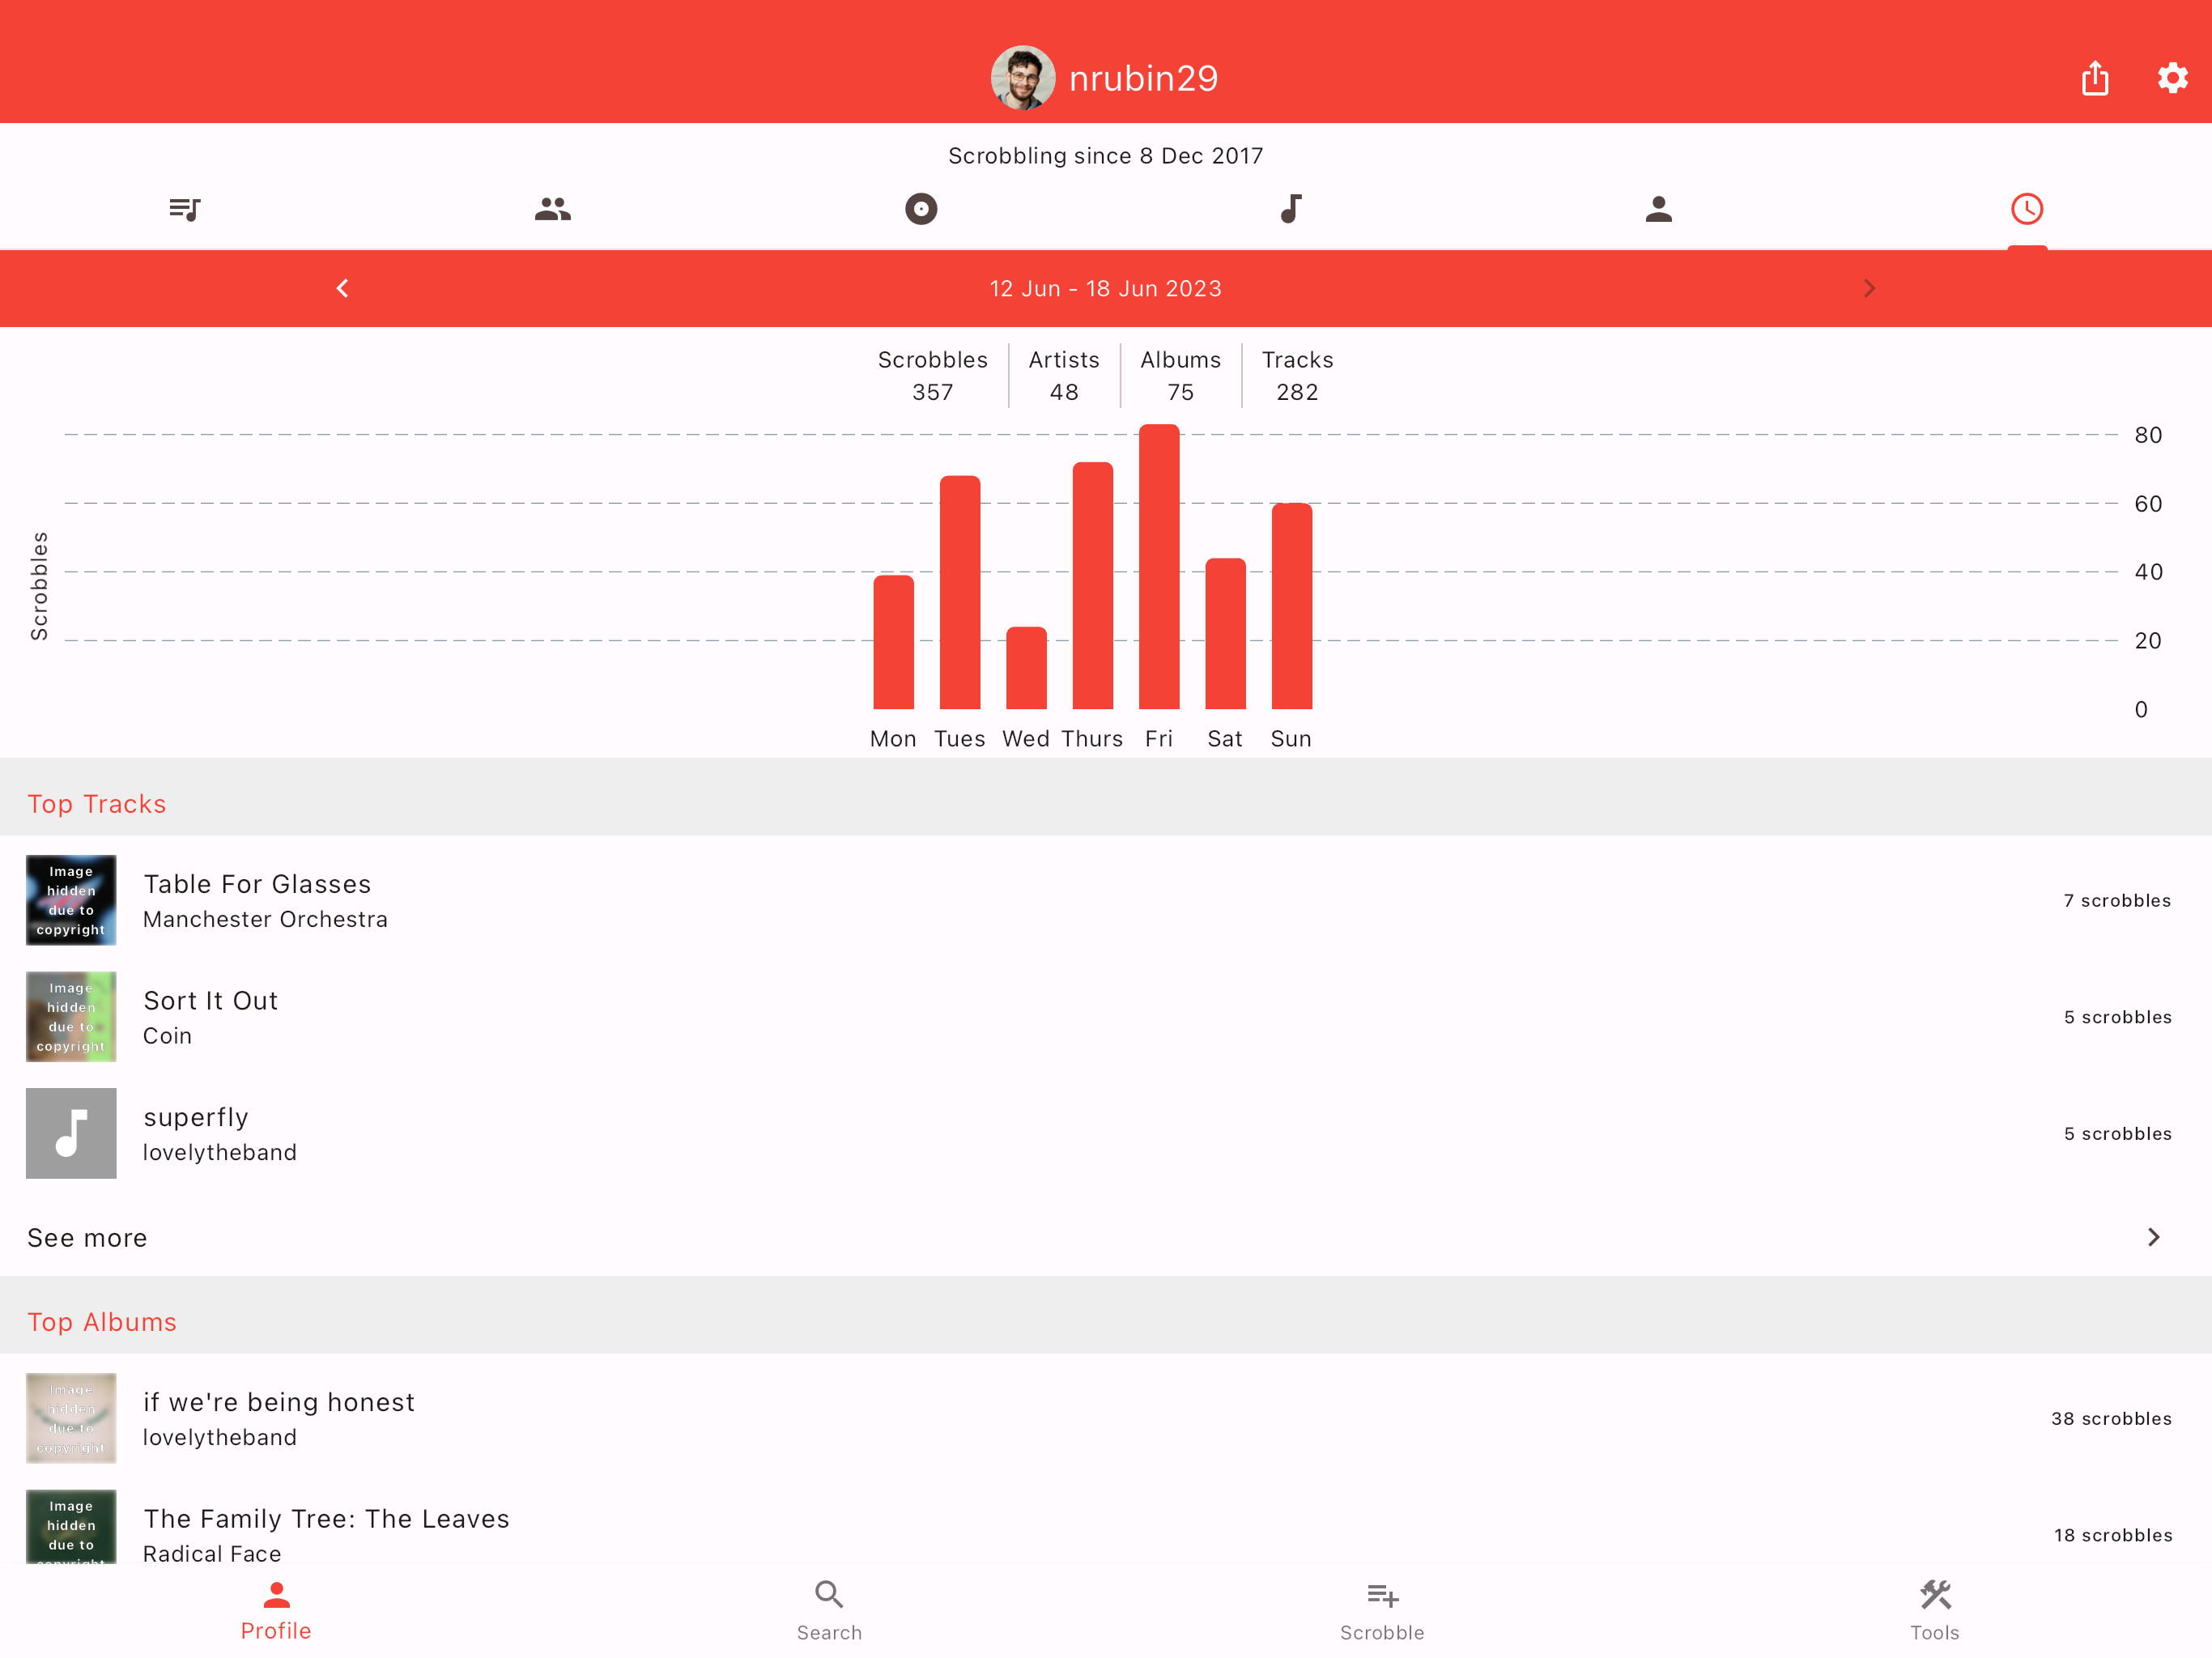 nrubin29
Scrobbling since 8 Dec 2017
12 Jun - 18 Jun 2023
Scrobbles Artists Albums Tracks
357 48 75 282
80
60
40
20
0
Scrobbles
Mon Tues Wed Thurs Fri Sat Sun
Top Tracks
Image
hidden
due to
copyright
Table For Glasses
Manchester Orchestra
7 scrobbles
Image
hidden
due to
copyright
Sort It Out
Coin
5 scrobbles
superfly
lovelytheband
5 scrobbles
See more
Top Albums
Image
hidden
due to
copyright
if we're being honest
lovelytheband
38 scrobbles
Image
hidden
due to
copyright
The Family Tree: The Leaves
Radical Face
18 scrobbles
Profile Search Scrobble Tools